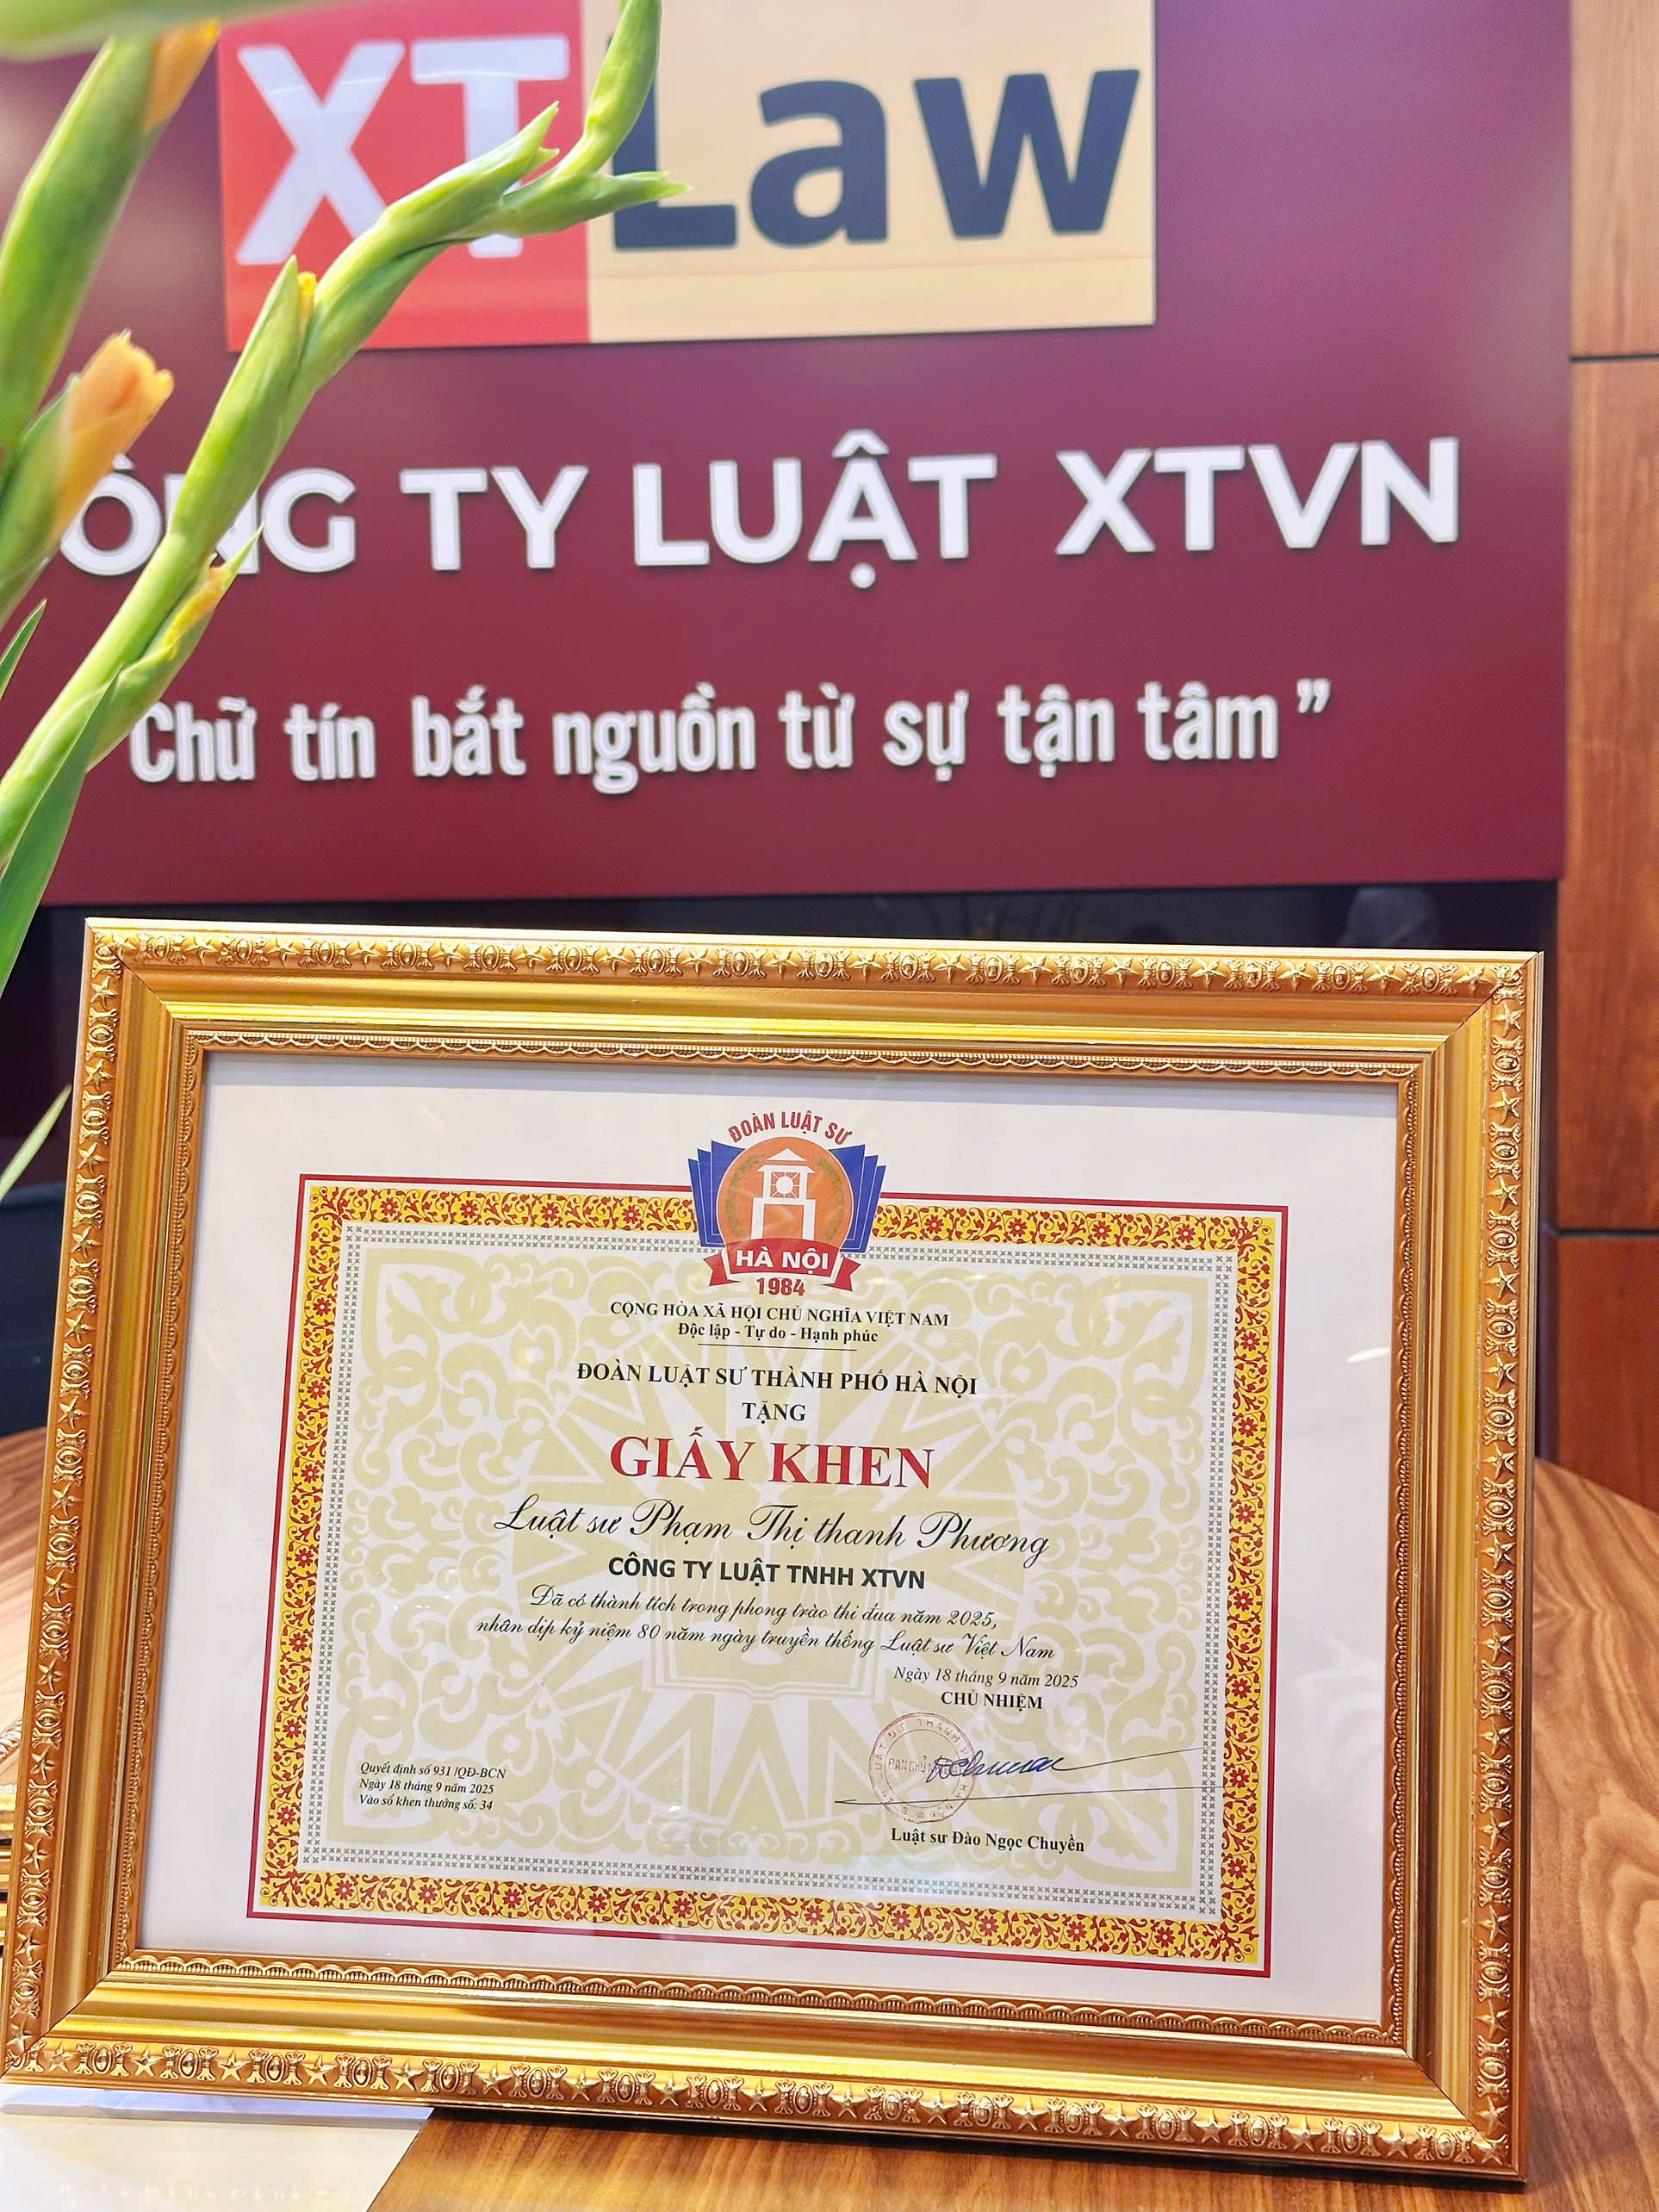 XTLaw
CÔNG TY LUẬT XTVN
Chữ tín bắt nguồn từ sự tận tâm”
ĐOÀN LUẬT SƯ
HÀ NỘI
1984
CỘNG HÒA XÃ HỘI CHỦ NGHĨA VIỆT NAM
Độc lập - Tự do - Hạnh phúc
ĐOÀN LUẬT SƯ THÀNH PHỐ HÀ NỘI
TẶNG
GIẤY KHEN
Luật sư Phạm Thị thanh Phương
CÔNG TY LUẬT TNHH XTVN
Đã có thành tích trong phong trào thi đua năm 2025,
nhân dịp kỷ niệm 80 năm ngày truyền thống Luật sư Việt Nam
Ngày 18 tháng 9 năm 2025
CHỦ NHIỆM
Quyết định số 931 /QĐ-BCN
Ngày 18 tháng 9 năm 2025
Vào sổ khen thưởng số: 34
Luật sư Đào Ngọc Chuyền